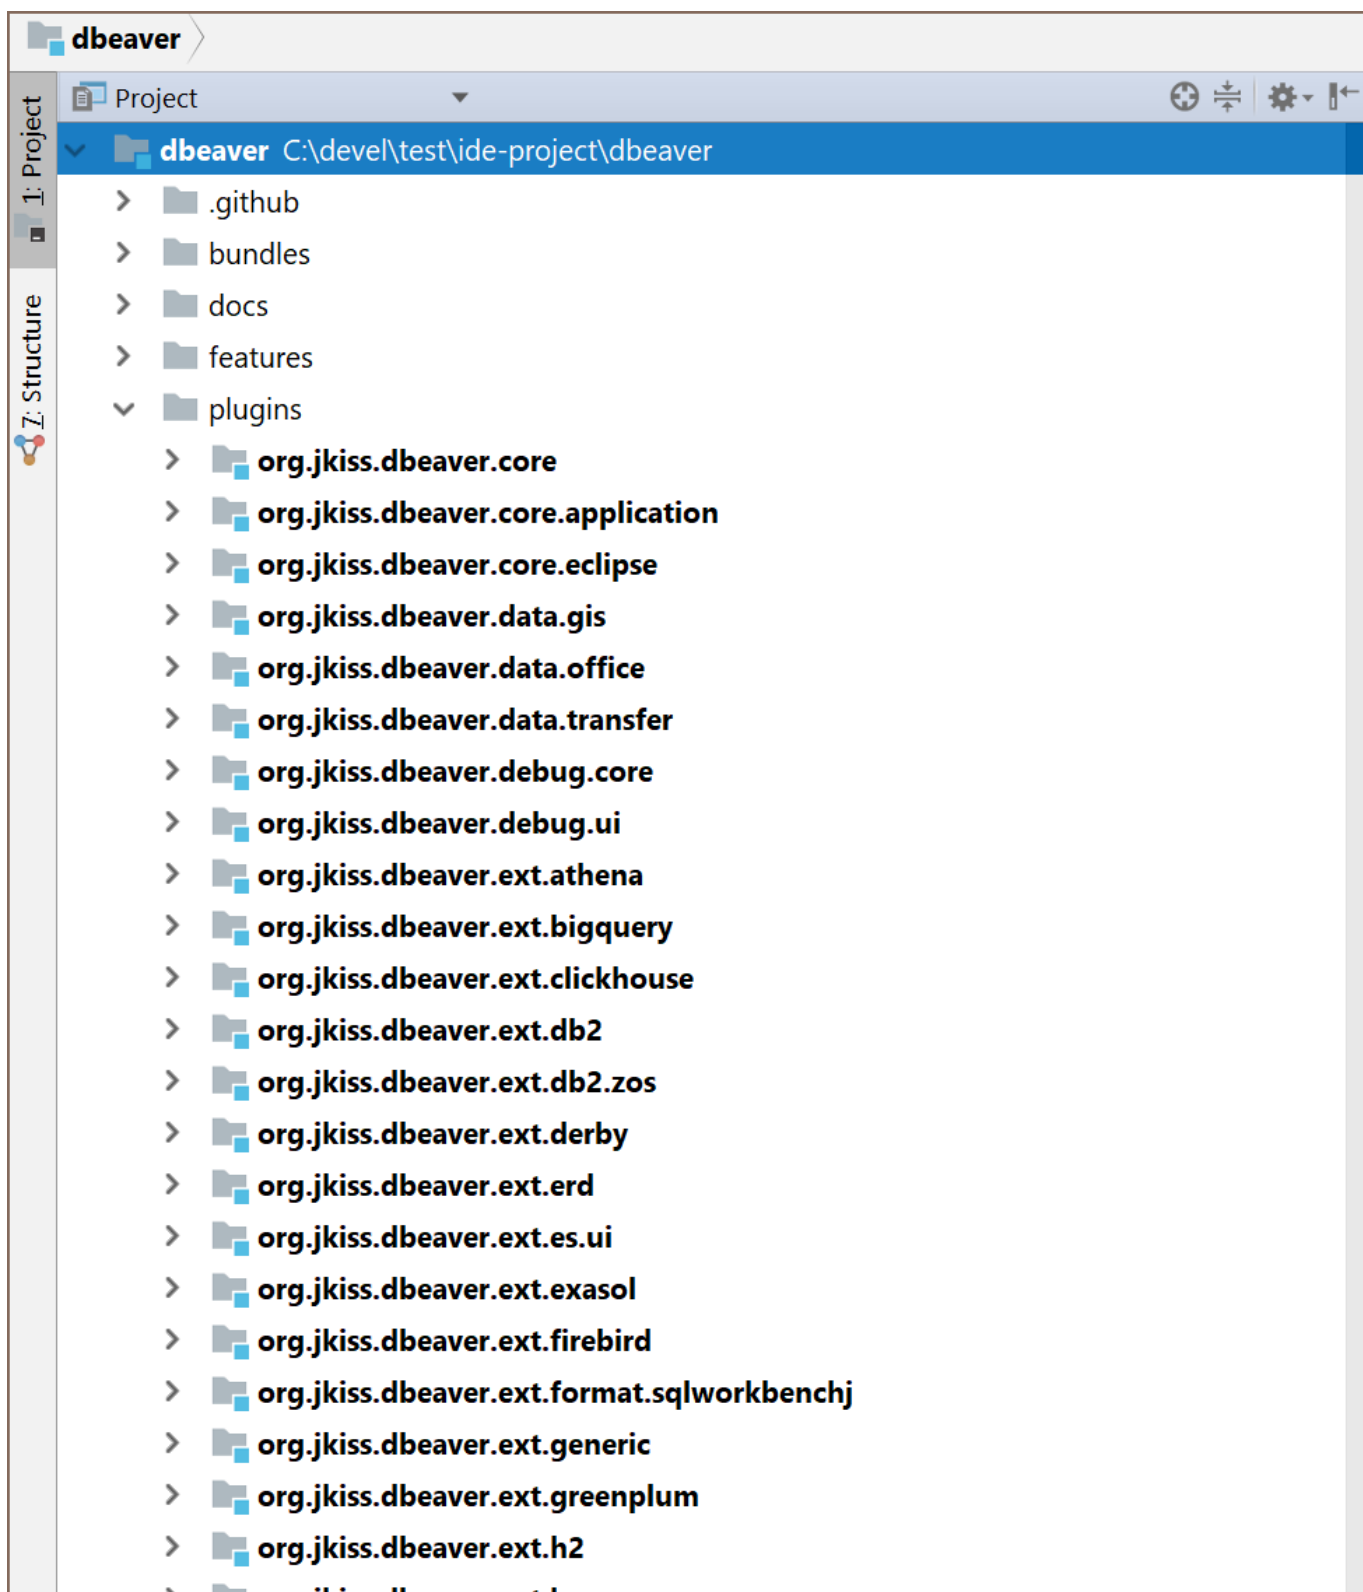 dbeaver
Project
1: Project
7: Structure
dbeaver C:\devel\test\ide-project\dbeaver
.github
bundles
docs
features
plugins
org.jkiss.dbeaver.core
org.jkiss.dbeaver.core.application
org.jkiss.dbeaver.core.eclipse
org.jkiss.dbeaver.data.gis
org.jkiss.dbeaver.data.office
org.jkiss.dbeaver.data.transfer
org.jkiss.dbeaver.debug.core
org.jkiss.dbeaver.debug.ui
org.jkiss.dbeaver.ext.athena
org.jkiss.dbeaver.ext.bigquery
org.jkiss.dbeaver.ext.clickhouse
org.jkiss.dbeaver.ext.db2
org.jkiss.dbeaver.ext.db2.zos
org.jkiss.dbeaver.ext.derby
org.jkiss.dbeaver.ext.erd
org.jkiss.dbeaver.ext.es.ui
org.jkiss.dbeaver.ext.exasol
org.jkiss.dbeaver.ext.firebird
org.jkiss.dbeaver.ext.format.sqlworkbenchj
org.jkiss.dbeaver.ext.generic
org.jkiss.dbeaver.ext.greenplum
org.jkiss.dbeaver.ext.h2